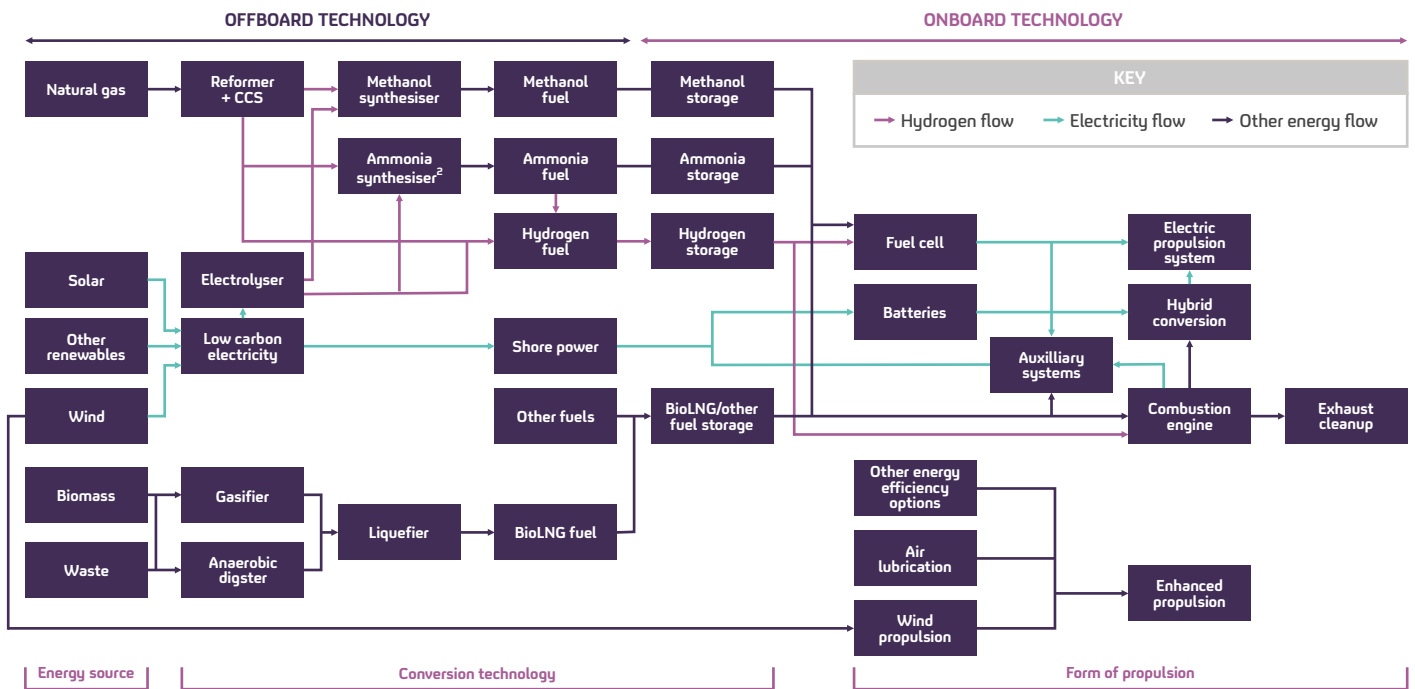 OFFBOARD TECHNOLOGY
ONBOARD TECHNOLOGY
Natural gas
Reformer
+ CCS
Methanol
synthesiser
Methanol
fuel
Methanol
storage
KEY
Hydrogen flow
Electricity flow
Other energy flow
Ammonia
synthesiser²
Ammonia
fuel
Ammonia
storage
Hydrogen
fuel
Hydrogen
storage
Fuel cell
Electric
propulsion
system
Solar
Electrolyser
Batteries
Hybrid
conversion
Other
renewables
Low carbon
electricity
Shore power
Auxilliary
systems
Wind
Other fuels
BioLNG/other
fuel storage
Combustion
engine
Exhaust
cleanup
Biomass
Gasifier
Other energy
efficiency
options
Liquefier
BioLNG fuel
Waste
Anaerobic
digster
Air
lubrication
Enhanced
propulsion
Wind
propulsion
Energy source
Conversion technology
Form of propulsion